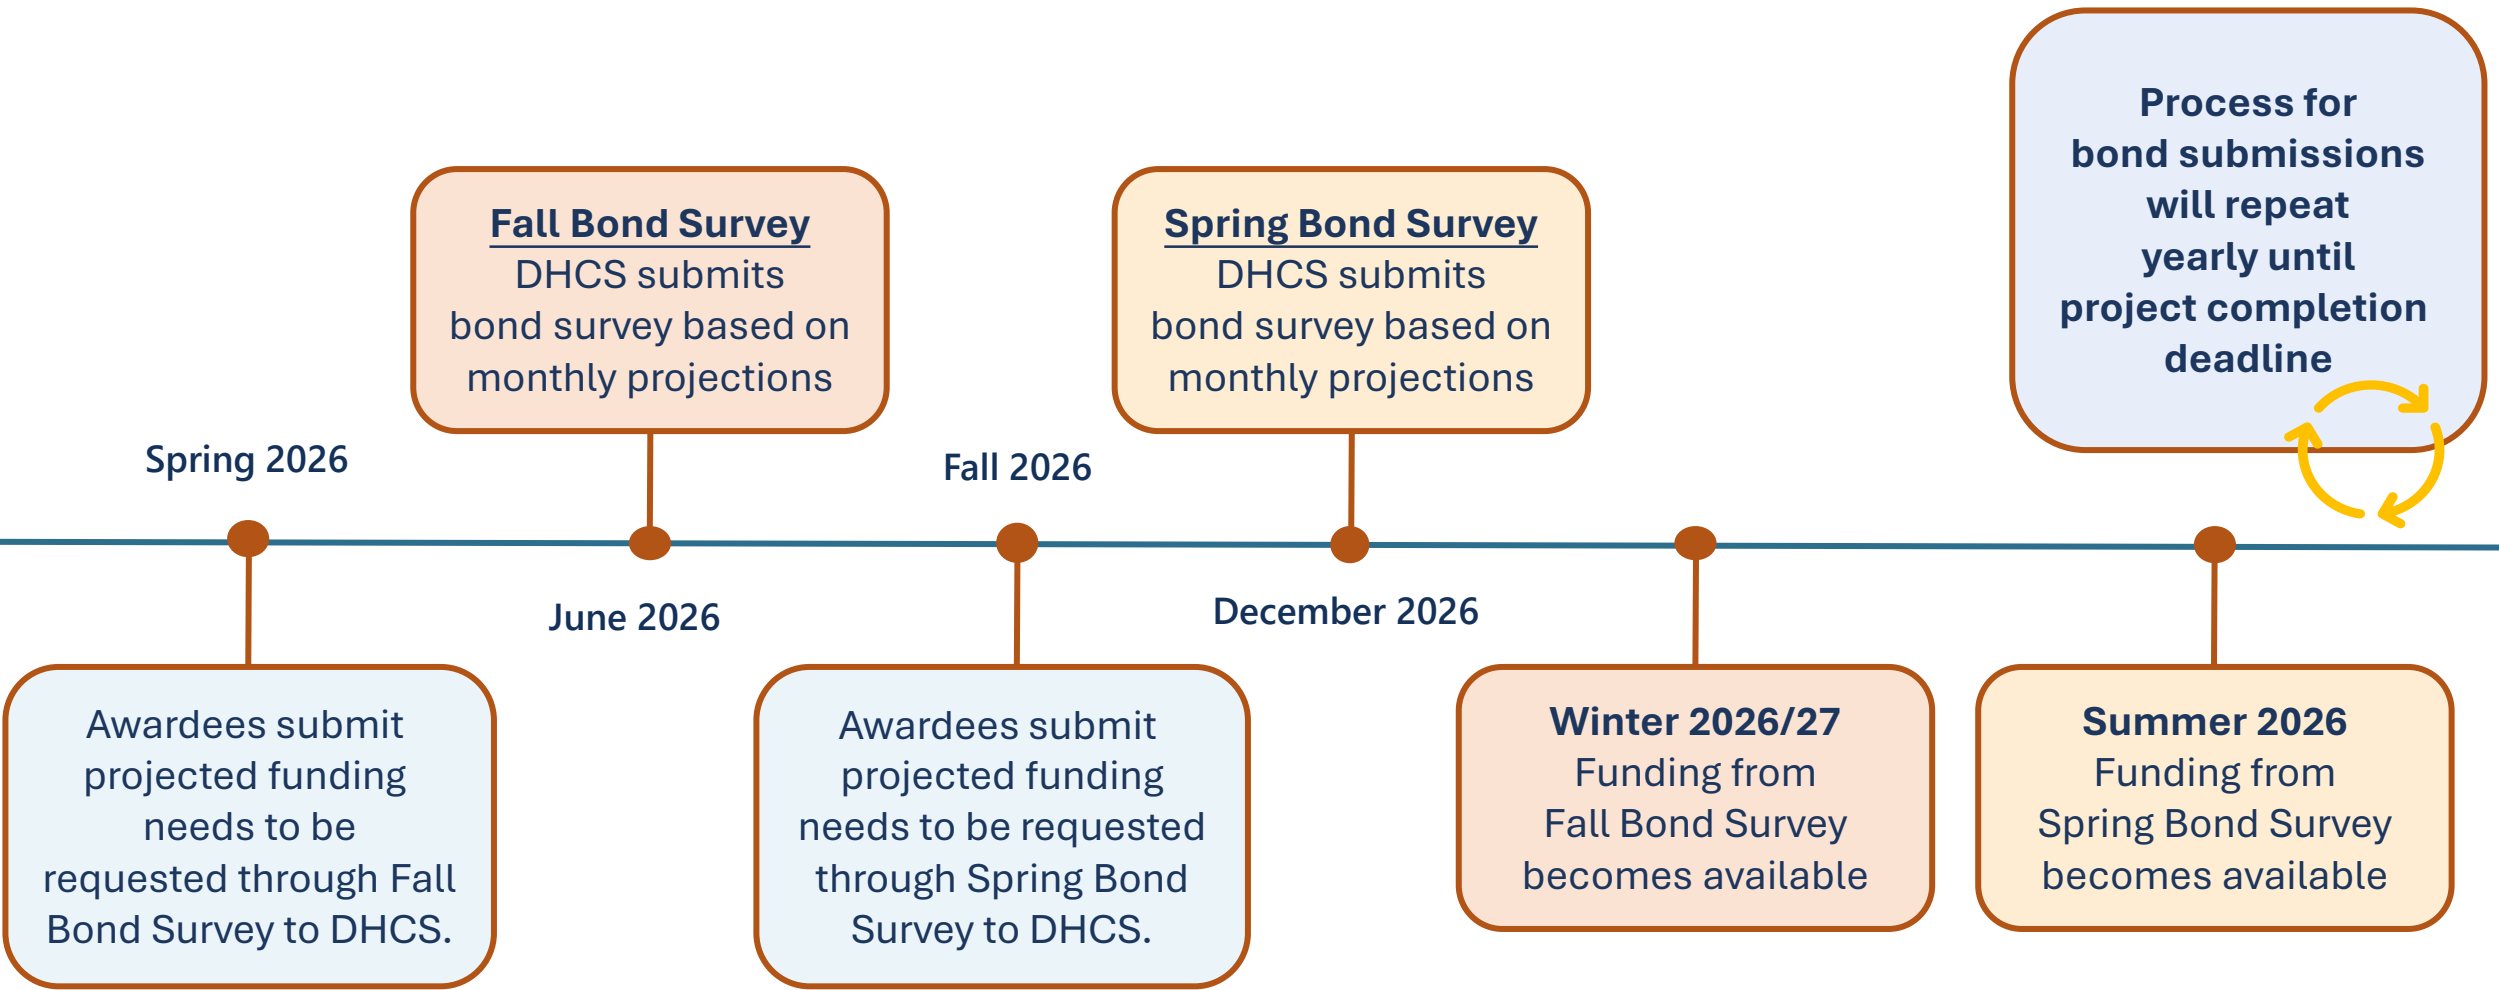 Spring 2026
Awardees submit
projected funding
needs to be
requested through Fall
Bond Survey to DHCS.
Fall Bond Survey
DHCS submits
bond survey based on
monthly projections
June 2026
Fall 2026
Awardees submit
projected funding
needs to be requested
through Spring Bond
Survey to DHCS.
Spring Bond Survey
DHCS submits
bond survey based on
monthly projections
December 2026
Winter 2026/27
Funding from
Fall Bond Survey
becomes available
Summer 2026
Funding from
Spring Bond Survey
becomes available
Process for
bond submissions
will repeat
yearly until
project completion
deadline